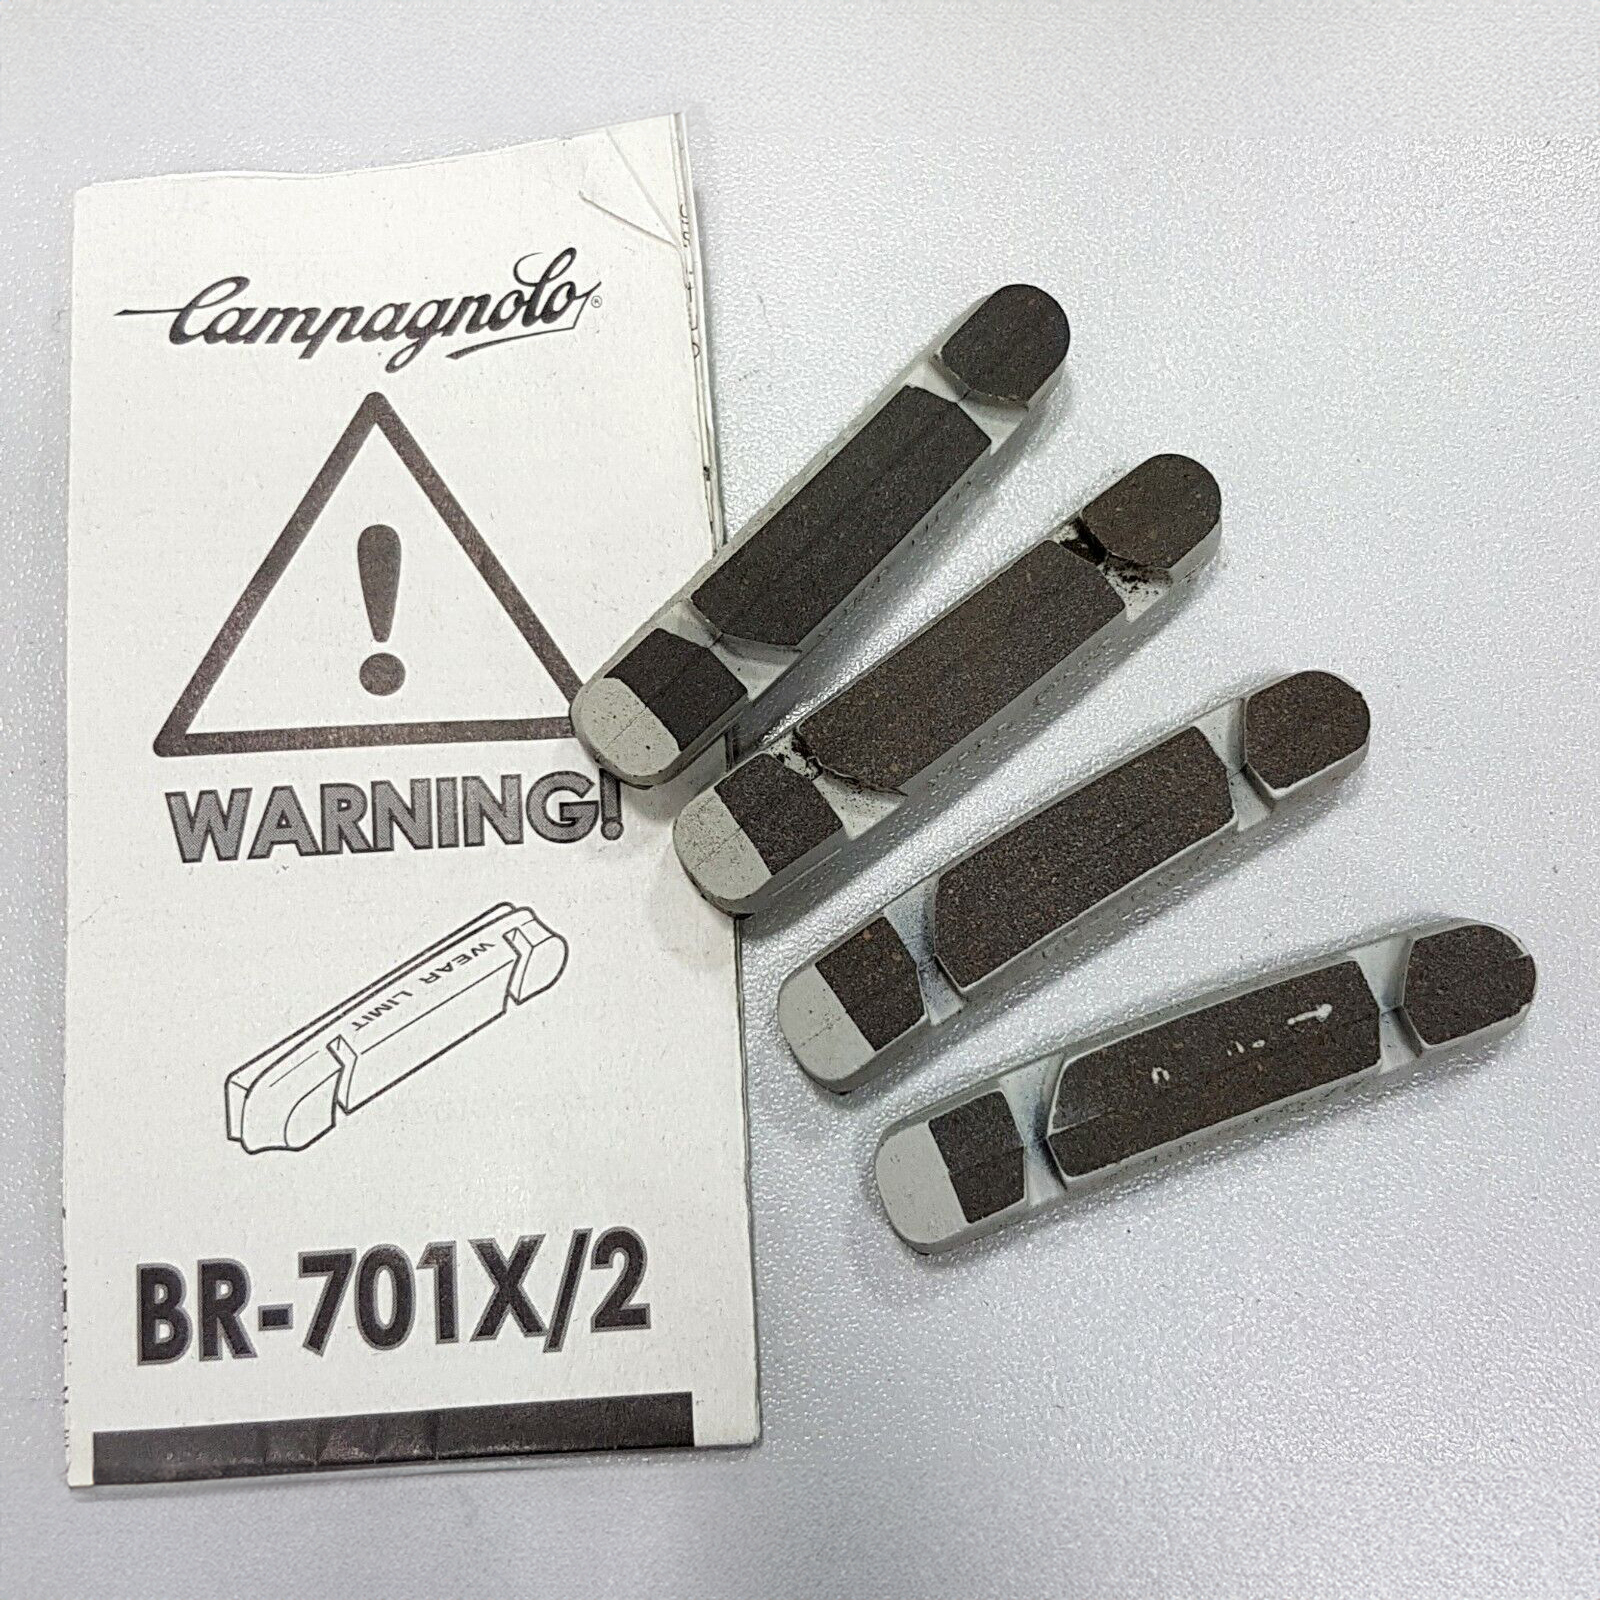 Campagnolo®
WARNING!
WEAR LIMIT
BR-701X/2